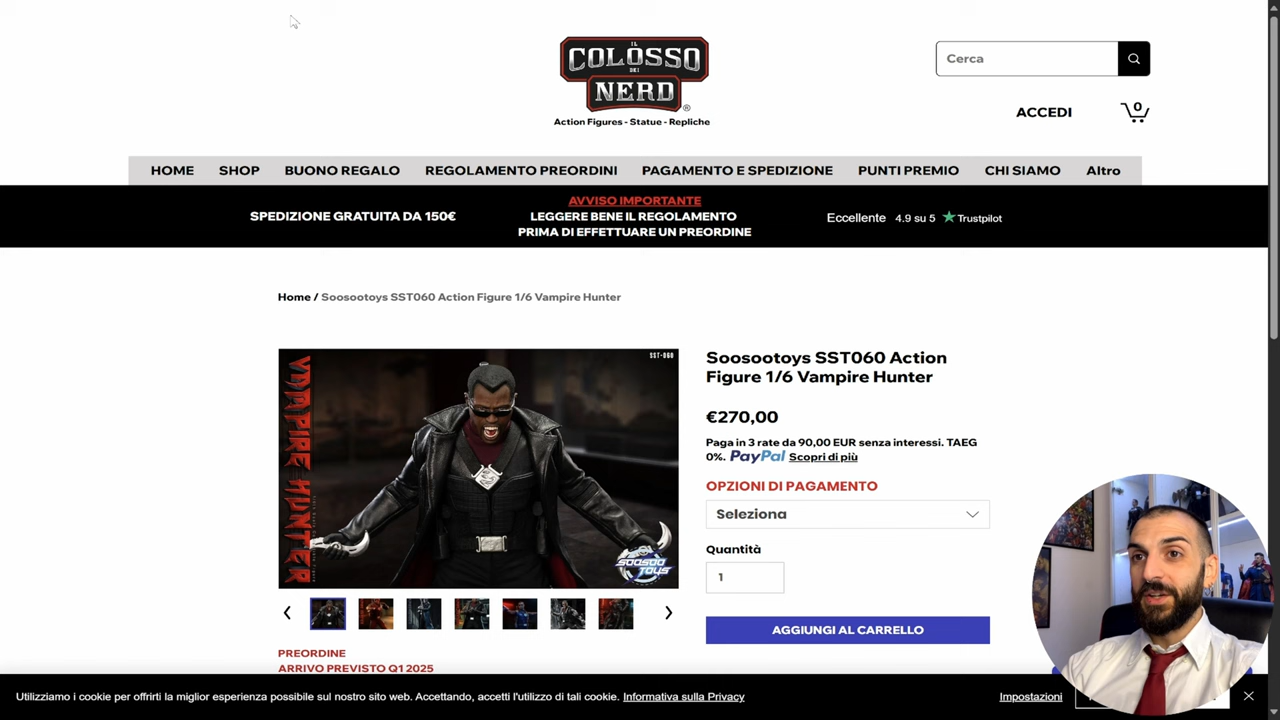 IL
COLOSSO
DEI
NERD
®
Action Figures - Statue - Repliche
Cerca
ACCEDI
0
HOME SHOP BUONO REGALO REGOLAMENTO PREORDINI PAGAMENTO E SPEDIZIONE PUNTI PREMIO CHI SIAMO Altro
SPEDIZIONE GRATUITA DA 150€
AVVISO IMPORTANTE
LEGGERE BENE IL REGOLAMENTO
PRIMA DI EFFETTUARE UN PREORDINE
Eccellente 4.9 su 5 Trustpilot
Home / Soosootoys SST060 Action Figure 1/6 Vampire Hunter
SST-060
VAMPIRE HUNTER
SOOSOO
TOYS
Soosootoys SST060 Action
Figure 1/6 Vampire Hunter
€270,00
Paga in 3 rate da 90,00 EUR senza interessi. TAEG
0%. PayPal Scopri di più
OPZIONI DI PAGAMENTO
Seleziona
Quantità
1
AGGIUNGI AL CARRELLO
PREORDINE
ARRIVO PREVISTO Q1 2025
Utilizziamo i cookie per offrirti la miglior esperienza possibile sul nostro sito web. Accettando, accetti l'utilizzo di tali cookie. Informativa sulla Privacy
Impostazioni